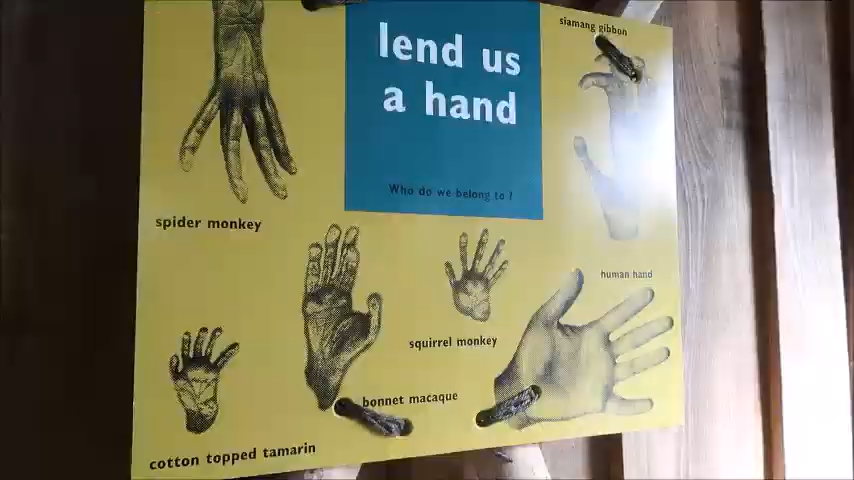 siamang gibbon
lend us
a hand
Who do we belong to ?
spider monkey
human hand
squirrel monkey
bonnet macaque
cotton topped tamarin